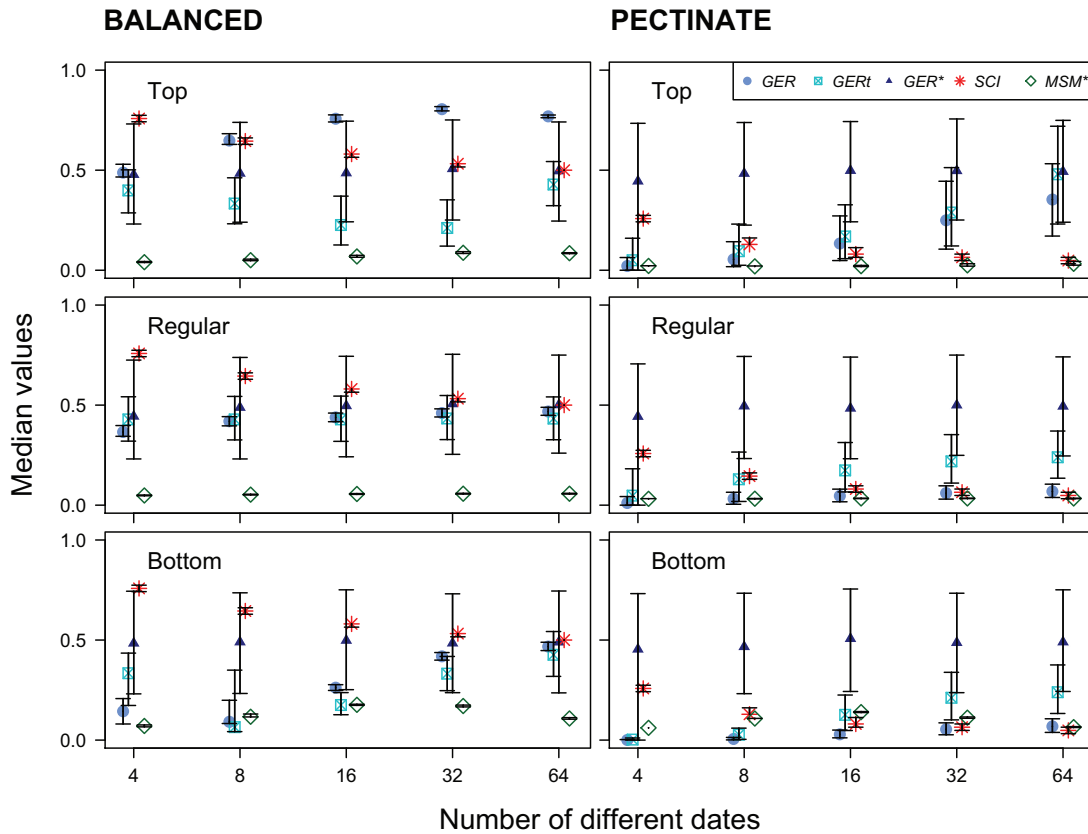 BALANCED
PECTINATE
1.0
Top
Top
GER
GERt
GER*
SCI
MSM*
0.5
0.0
1.0
Regular
Regular
0.5
0.0
1.0
Bottom
Bottom
0.5
0.0
Median values
4 8 16 32 64
4 8 16 32 64
Number of different dates